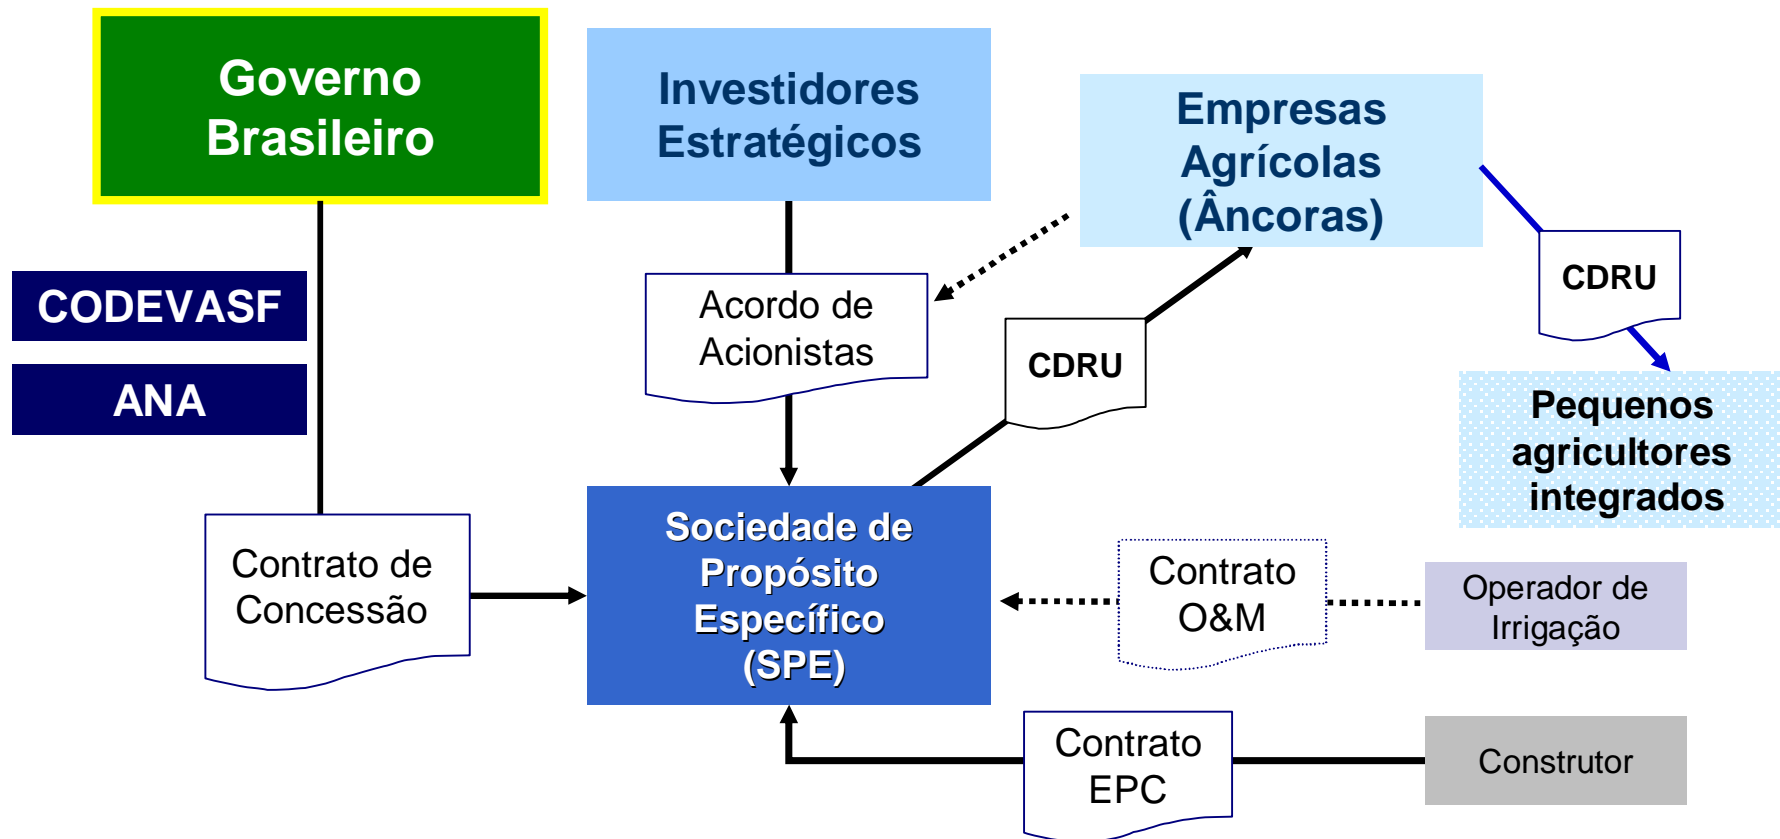 Governo
Brasileiro
Investidores
Estratégicos
Empresas
Agrícolas
(Âncoras)
CODEVASF
ANA
Acordo de
Acionistas
CDRU
CDRU
Pequenos
agricultores
integrados
Contrato de
Concessão
Sociedade de
Propósito
Específico
(SPE)
Contrato
O&M
Operador de
Irrigação
Contrato
EPC
Construtor